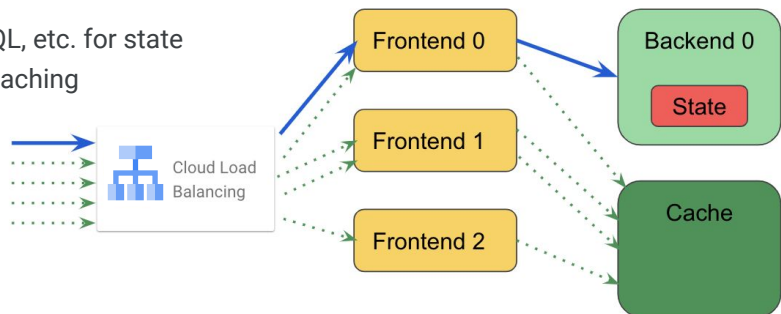 QL, etc. for state
aching
Cloud Load
Balancing
Frontend 0
Frontend 1
Frontend 2
Backend 0
State
Cache